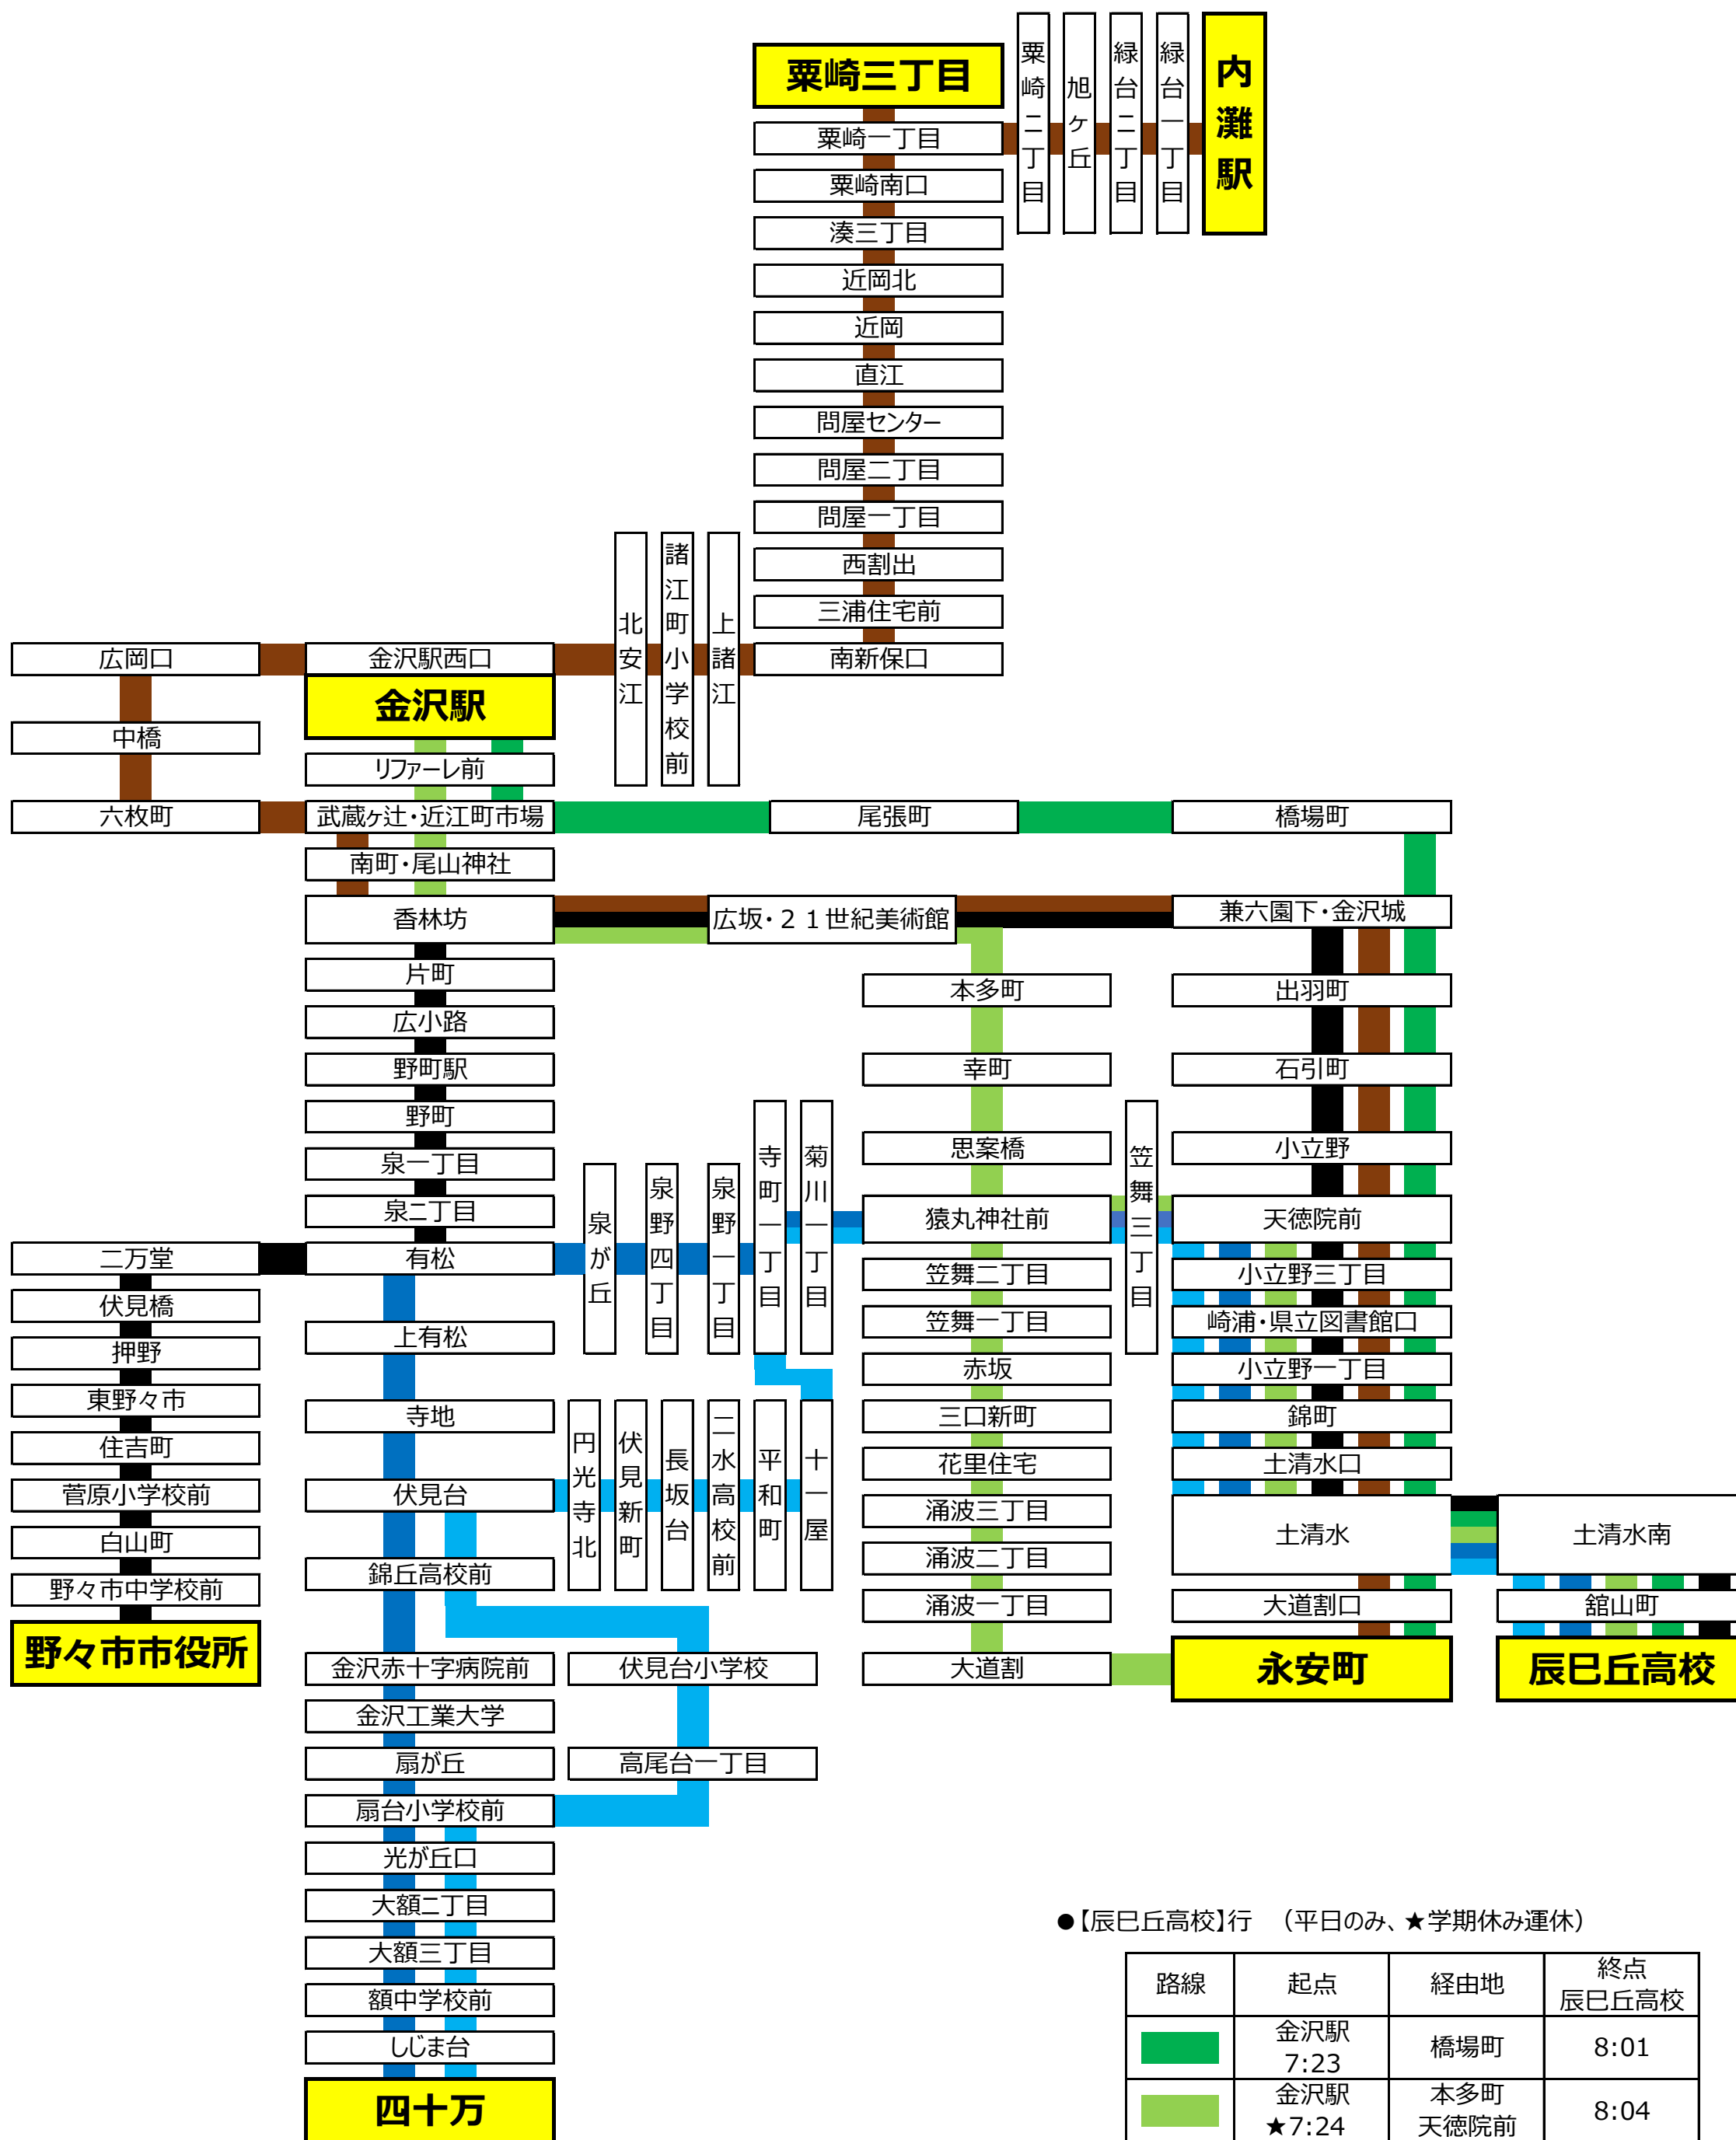 粟崎三丁目
粟崎一丁目
粟崎南口
湊三丁目
近岡北
近岡
直江
問屋センター
問屋二丁目
問屋一丁目
西割出
三浦住宅前
南新保口
粟崎二丁目
旭ヶ丘
緑台二丁目
緑台一丁目
内灘駅
上諸江
諸江町小学校前
北安江
金沢駅西口
広岡口
中橋
六枚町
金沢駅
リファーレ前
武蔵ヶ辻・近江町市場
尾張町
橋場町
南町・尾山神社
香林坊
広坂・21世紀美術館
兼六園下・金沢城
片町
広小路
野町駅
野町
泉一丁目
泉二丁目
有松
二万堂
伏見橋
押野
東野々市
住吉町
菅原小学校前
白山町
野々市中学校前
野々市市役所
上有松
寺地
伏見台
錦丘高校前
金沢赤十字病院前
金沢工業大学
扇が丘
扇台小学校前
光が丘口
大額二丁目
大額三丁目
額中学校前
しじま台
四十万
泉が丘
泉野四丁目
泉野一丁目
寺町一丁目
菊川一丁目
円光寺北
伏見新町
長坂台
二水高校前
平和町
十一屋
伏見台小学校
高尾台一丁目
本多町
幸町
思案橋
猿丸神社前
笠舞二丁目
笠舞一丁目
赤坂
三口新町
花里住宅
涌波三丁目
涌波二丁目
涌波一丁目
大道割
笠舞三丁目
出羽町
石引町
小立野
天徳院前
小立野三丁目
崎浦・県立図書館口
小立野一丁目
錦町
土清水口
土清水
大道割口
永安町
土清水南
舘山町
辰巳丘高校
●【辰巳丘高校】行　（平日のみ、★学期休み運休）
路線 起点 経由地 終点
辰巳丘高校
金沢駅
7:23 橋場町 8:01
金沢駅 本多町
★7:24 天徳院前 8:04